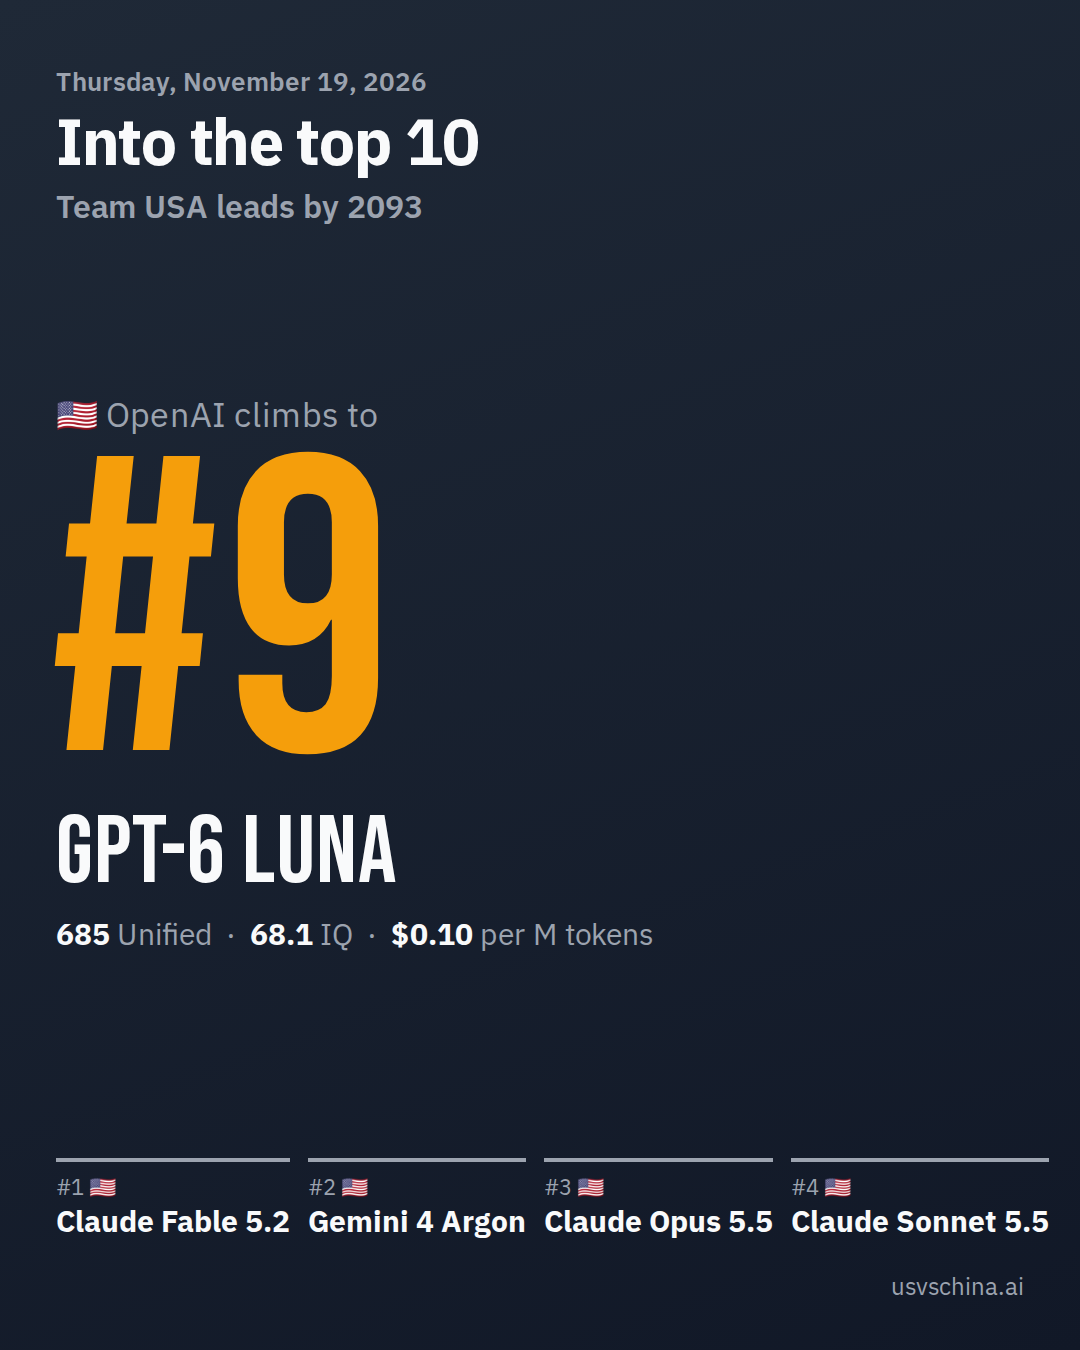 Thursday, November 19, 2026
Into the top 10
Team USA leads by 2093
🇺🇸 OpenAI climbs to
#9
GPT-6 LUNA
685 Unified · 68.1 IQ · $0.10 per M tokens
#1 🇺🇸 #2 🇺🇸 #3 🇺🇸 #4 🇺🇸
Claude Fable 5.2 Gemini 4 Argon Claude Opus 5.5 Claude Sonnet 5.5
usvschina.ai